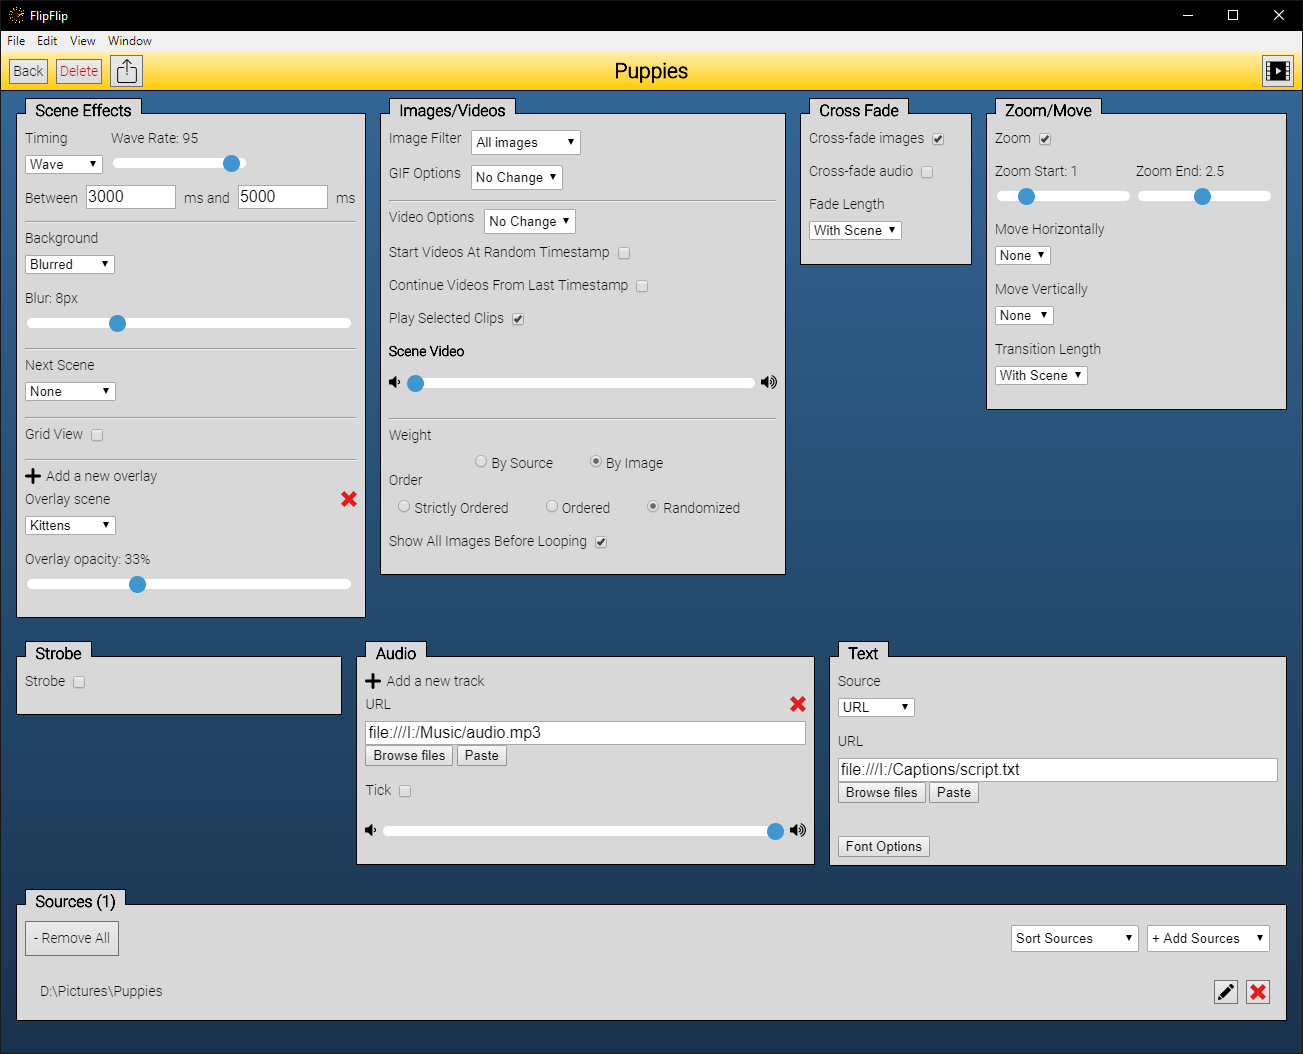 FlipFlip
File Edit View Window
Back Delete Puppies
Scene Effects
Timing Wave Rate: 95
Wave
Between 3000 ms and 5000 ms
Background
Blurred
Blur: 8px
Next Scene
None
Grid View
Add a new overlay
Overlay scene
Kittens
Overlay opacity: 33%
Images/Videos
Image Filter All images
GIF Options No Change
Video Options No Change
Start Videos At Random Timestamp
Continue Videos From Last Timestamp
Play Selected Clips
Scene Video
Weight
By Source By Image
Order
Strictly Ordered Ordered Randomized
Show All Images Before Looping
Cross Fade
Cross-fade images
Cross-fade audio
Fade Length
With Scene
Zoom/Move
Zoom
Zoom Start: 1 Zoom End: 2.5
Move Horizontally
None
Move Vertically
None
Transition Length
With Scene
Strobe
Strobe
Audio
Add a new track
URL
file:///I:/Music/audio.mp3
Browse files Paste
Tick
Text
Source
URL
URL
file:///I:/Captions/script.txt
Browse files Paste
Font Options
Sources (1)
- Remove All Sort Sources + Add Sources
D:\Pictures\Puppies